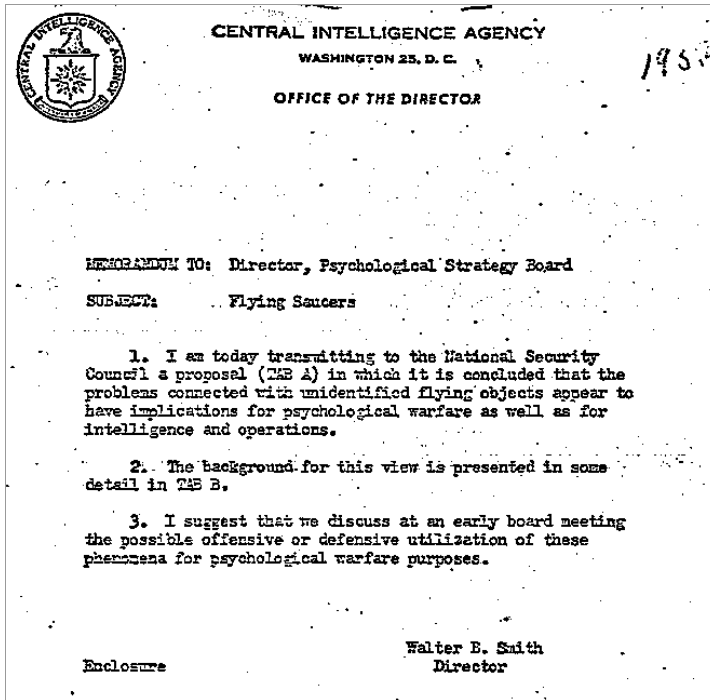 CENTRAL INTELLIGENCE AGENCY
WASHINGTON 25, D. C.
OFFICE OF THE DIRECTOR
CENTRAL INTELLIGENCE AGENCY
MEMORANDUM TO: Director, Psychological Strategy Board
SUBJECT: Flying Saucers
1. I am today transmitting to the National Security
Council a proposal (TAB A) in which it is concluded that the
problems connected with unidentified flying objects appear to
have implications for psychological warfare as well as for
intelligence and operations.
2. The background for this view is presented in some
detail in TAB B.
3. I suggest that we discuss at an early board meeting
the possible offensive or defensive utilization of these
phenomena for psychological warfare purposes.
Walter B. Smith
Enclosure Director